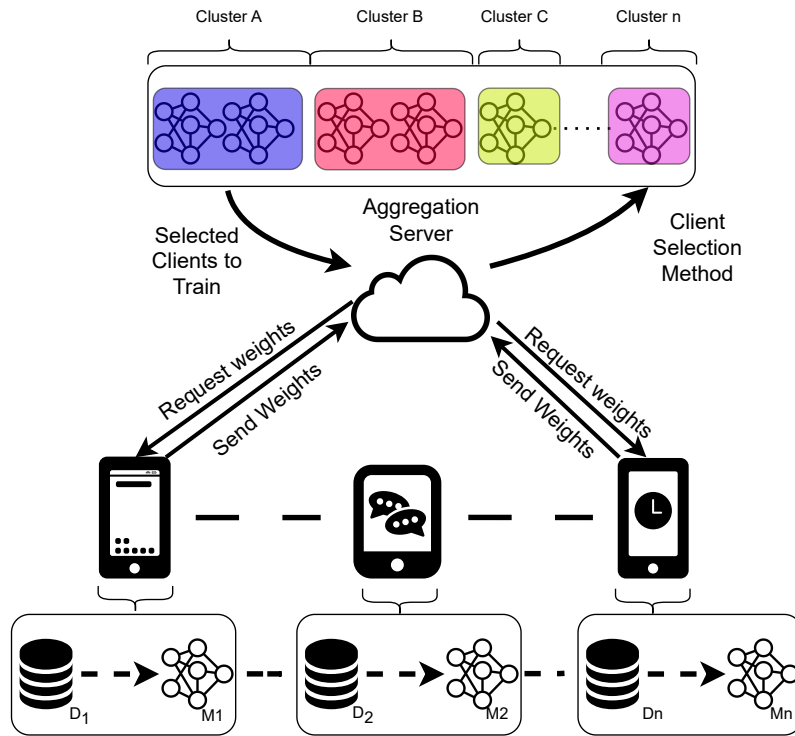 Cluster A
Cluster B
Cluster C
Cluster n
Selected
Clients to
Train
Aggregation
Server
Client
Selection
Method
Request weights
Send Weights
Request weights
Send Weights
D1
M1
D2
M2
Dn
Mn